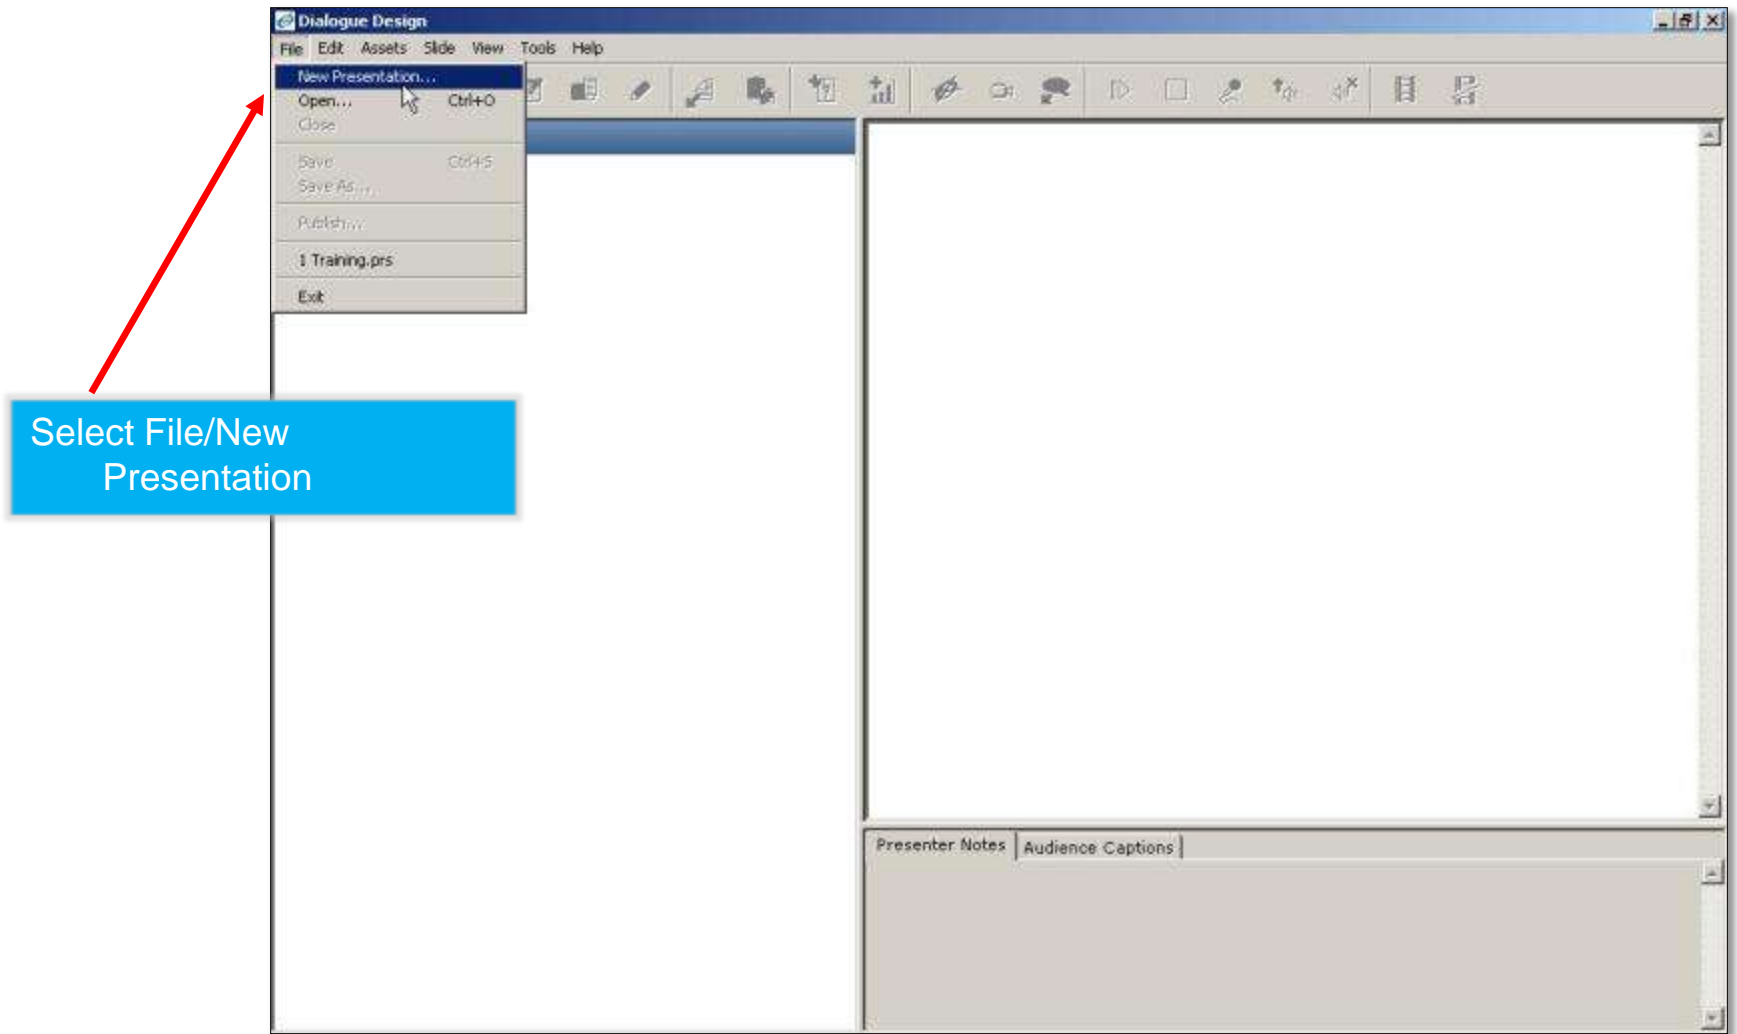 Dialogue Design
File Edit Assets Slide View Tools Help
New Presentation...
Open... Ctrl+O
Close
Save Ctrl+S
Save As...
Publish...
1 Training.prs
Exit
Select File/New
Presentation
Presenter Notes Audience Captions